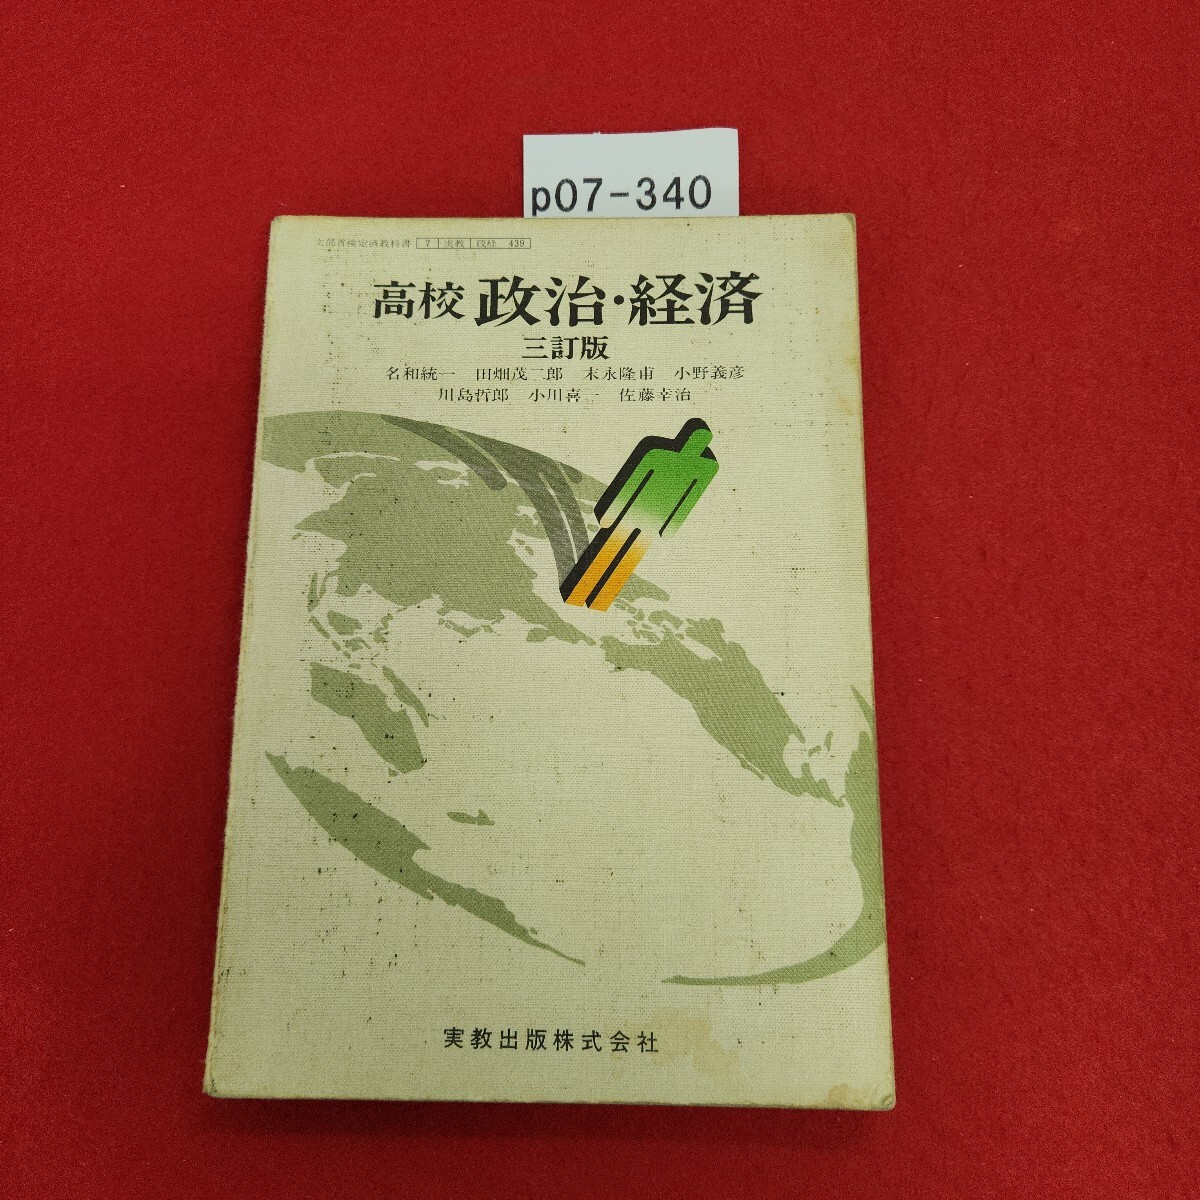 p07-340
文部省検定済教科書 7 実教 政経 439
高校 政治・経済
三訂版
名和統一 田畑茂二郎 末永隆甫 小野義彦
川島哲郎 小川喜一 佐藤幸治
実教出版株式会社